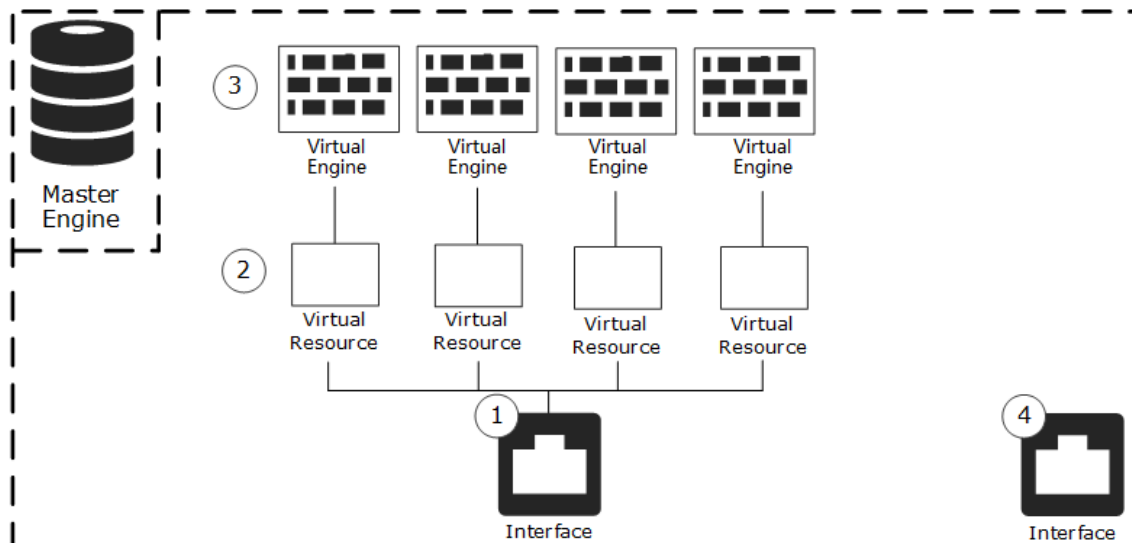 Master
Engine
3
Virtual
Engine
Virtual
Engine
Virtual
Engine
Virtual
Engine
2
Virtual
Resource
Virtual
Resource
Virtual
Resource
Virtual
Resource
1
Interface
4
Interface